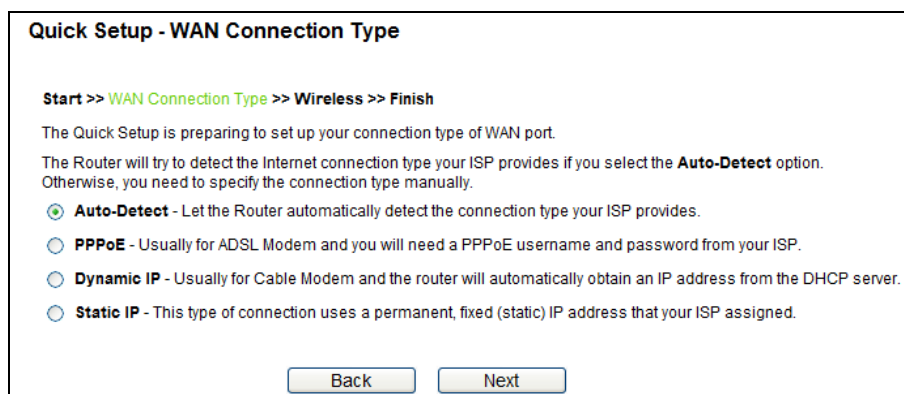 Quick Setup - WAN Connection Type
Start >> WAN Connection Type >> Wireless >> Finish
The Quick Setup is preparing to set up your connection type of WAN port.
The Router will try to detect the Internet connection type your ISP provides if you select the Auto-Detect option.
Otherwise, you need to specify the connection type manually.
Auto-Detect - Let the Router automatically detect the connection type your ISP provides.
PPPoE - Usually for ADSL Modem and you will need a PPPoE username and password from your ISP.
Dynamic IP - Usually for Cable Modem and the router will automatically obtain an IP address from the DHCP server.
Static IP - This type of connection uses a permanent, fixed (static) IP address that your ISP assigned.
Back Next